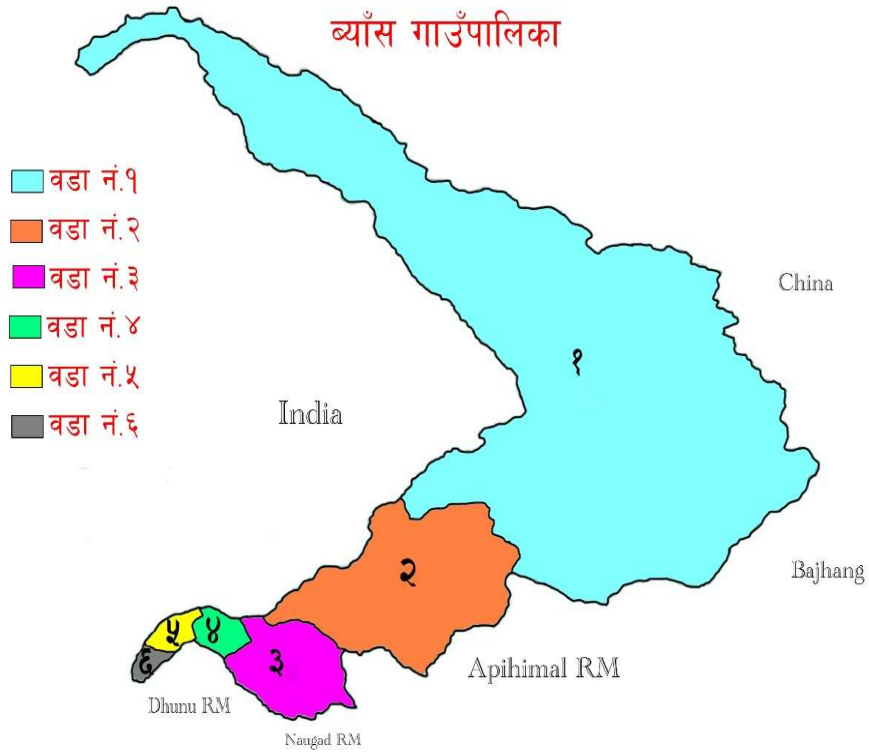 ब्याँस गाउँपालिका
वडा नं.१
वडा नं.२
वडा नं.३
वडा नं.४
वडा नं.५
वडा नं.६
China
१
India
Bajhang
२
५
४
३
६
Apihimal RM
Dhunu RM
Naugad RM